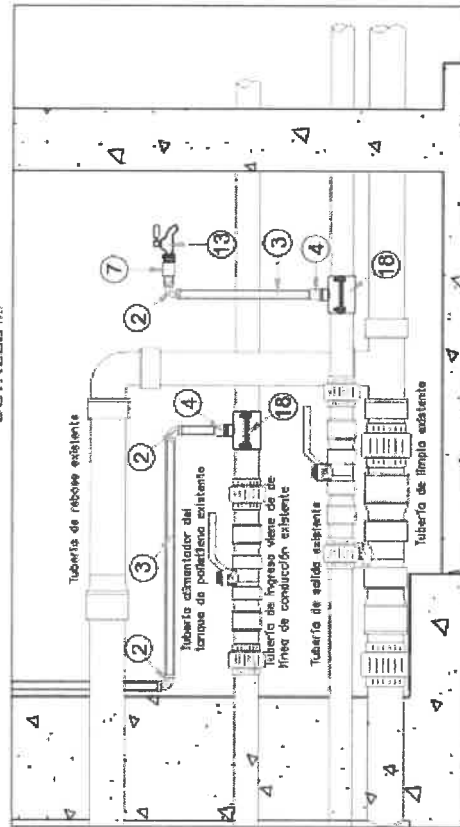 Tubería de rebose existente
2
7
13
3
4
18
2
3
2
4
18
Tubería alimentador del
tanque de polietileno existente
Tubería de ingreso viene de
línea de conducción existente
Tubería de salida existente
Tubería de limpia existente